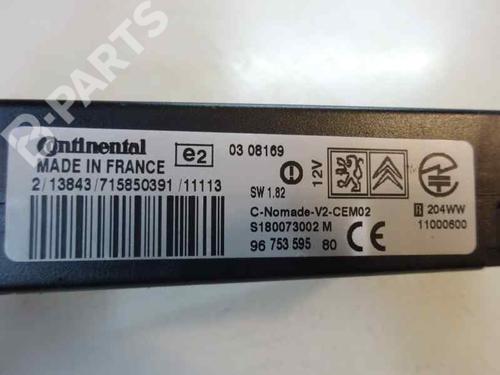 B-PARTS
Continental
MADE IN FRANCE
e2
03 08169
2/13843/715850391/11113
SW 1.82
12V
C-Nomade-V2-CEM02
S180073002 M
96 753 595 80
CE
R 204WW
11000600